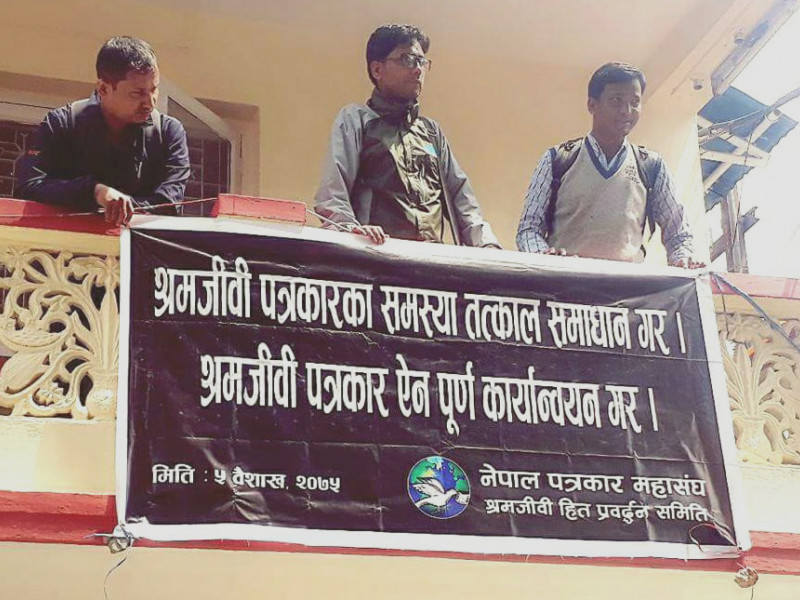 श्रमजीवी पत्रकारका समस्या तत्काल समाधान गर ।
श्रमजीवी पत्रकार ऐन पूर्ण कार्यान्वयन गर ।
मिति : ५ वैशाख, २०७५
नेपाल पत्रकार महासंघ
श्रमजीवी हित प्रवर्द्धन समिति